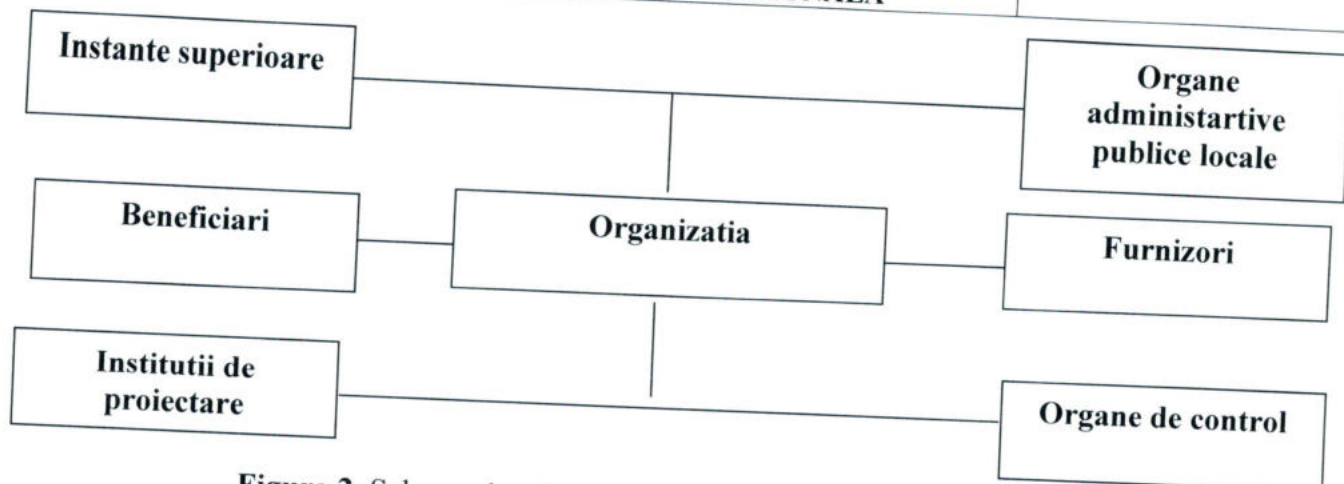 Instante superioare
Organe
administartive
publice locale
Beneficiari
Organizatia
Furnizori
Institutii de
proiectare
Organe de control